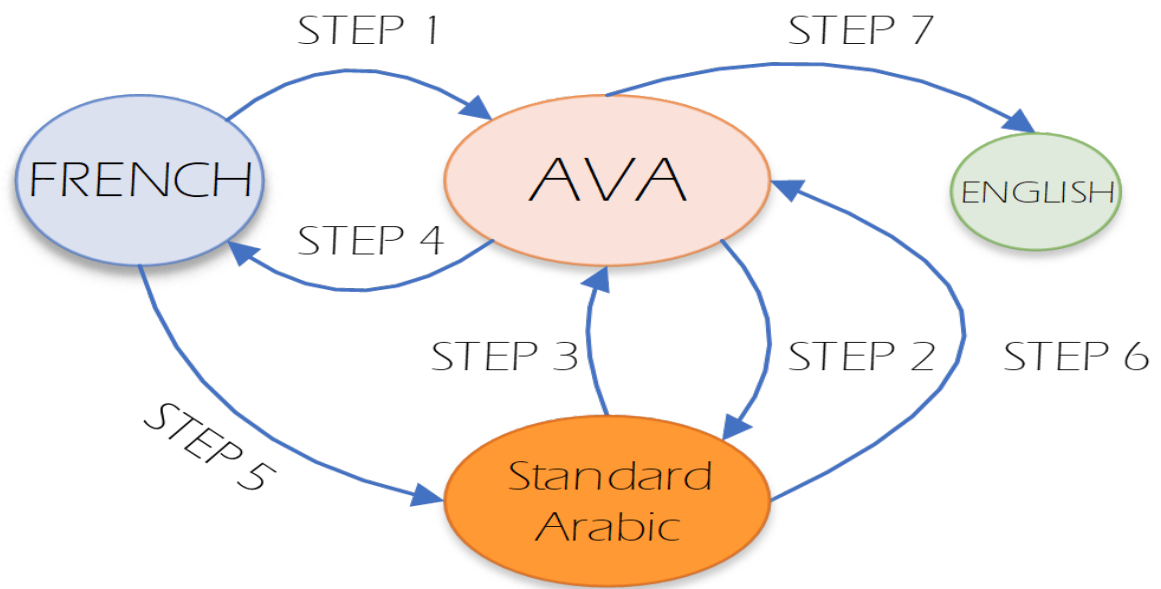 STEP 1
STEP 7
FRENCH
AVA
ENGLISH
STEP 4
STEP 3
STEP 2
STEP 6
STEP 5
Standard
Arabic